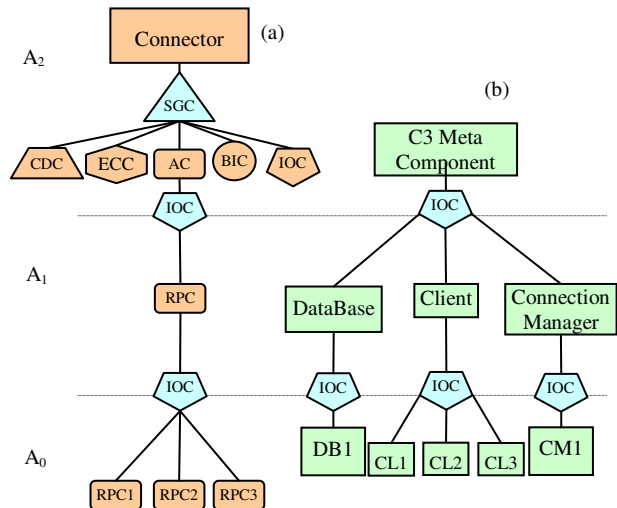 Connector
(a)
A2
SGC
(b)
C3 Meta
Component
CDC
ECC
AC
BIC
IOC
IOC
IOC
A1
RPC
DataBase
Client
Connection
Manager
IOC
IOC
IOC
IOC
DB1
CL1
CL2
CL3
CM1
A0
RPC1
RPC2
RPC3